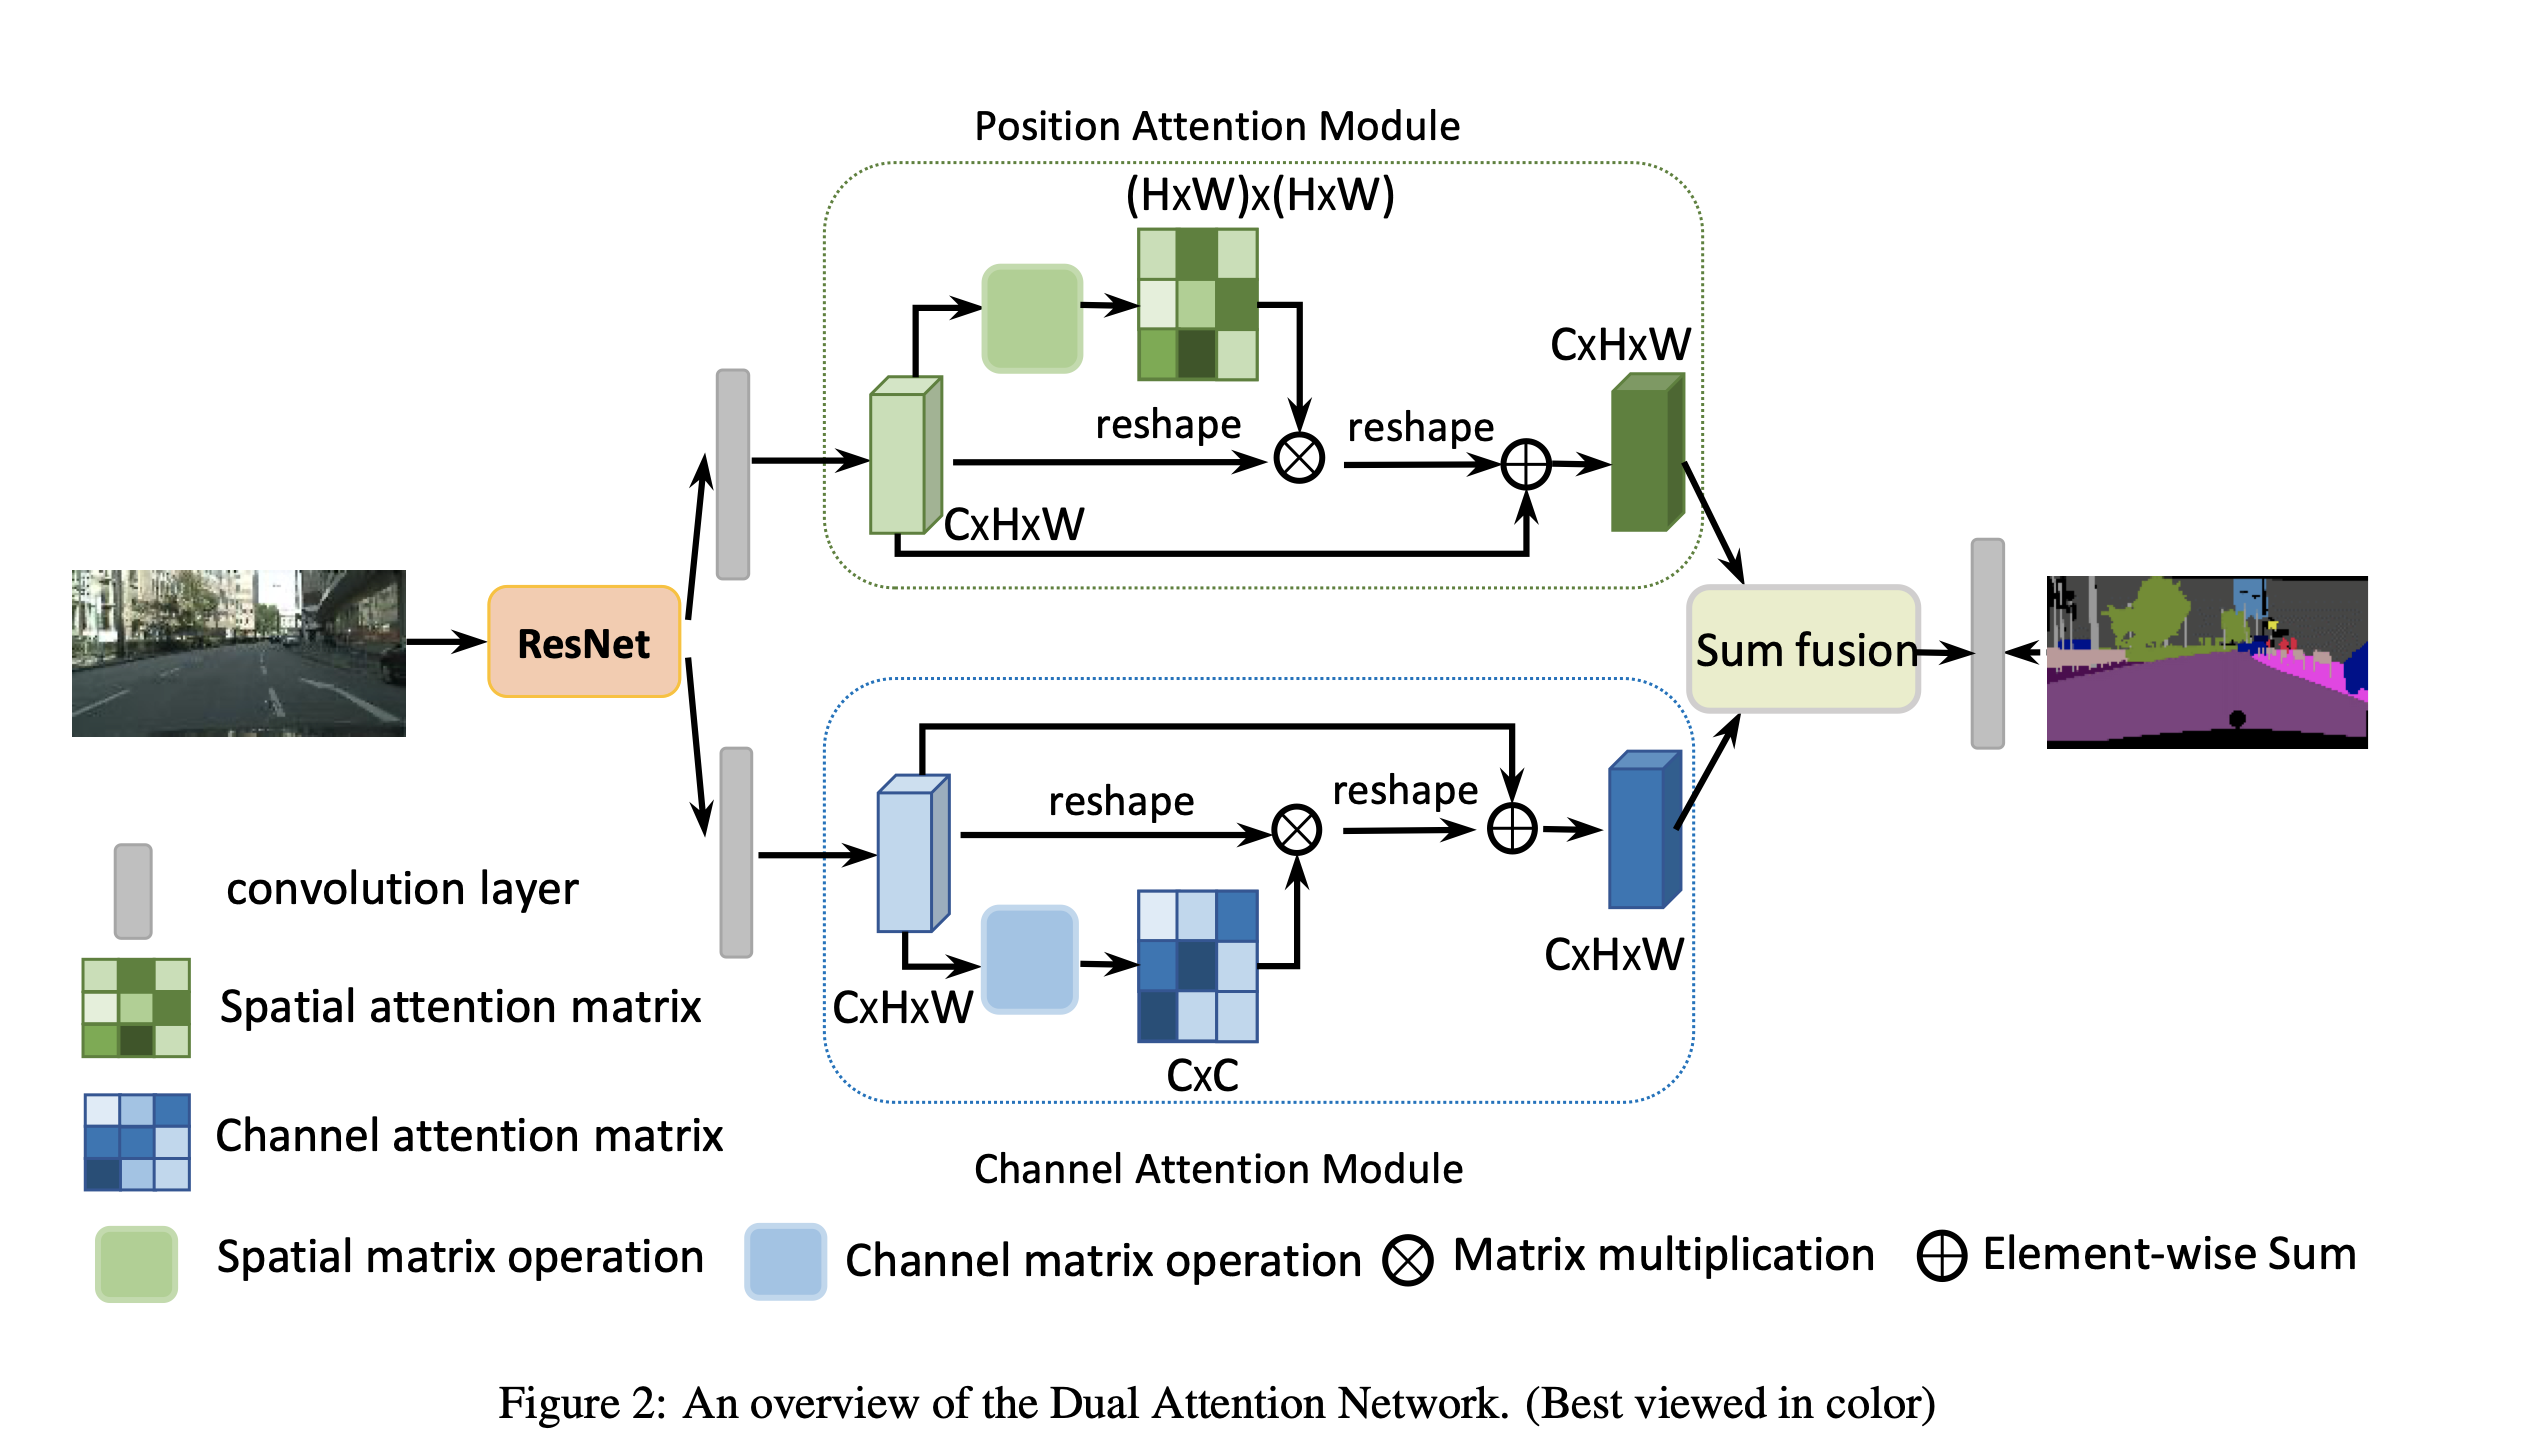 Position Attention Module
(HxW)x(HxW)
CxHxW
reshape
reshape
CxHxW
ResNet
Sum fusion
reshape
reshape
CxHxW
CxHxW
CxC
Channel Attention Module
convolution layer
Spatial attention matrix
Channel attention matrix
Spatial matrix operation
Channel matrix operation
Matrix multiplication
Element-wise Sum
Figure 2: An overview of the Dual Attention Network. (Best viewed in color)